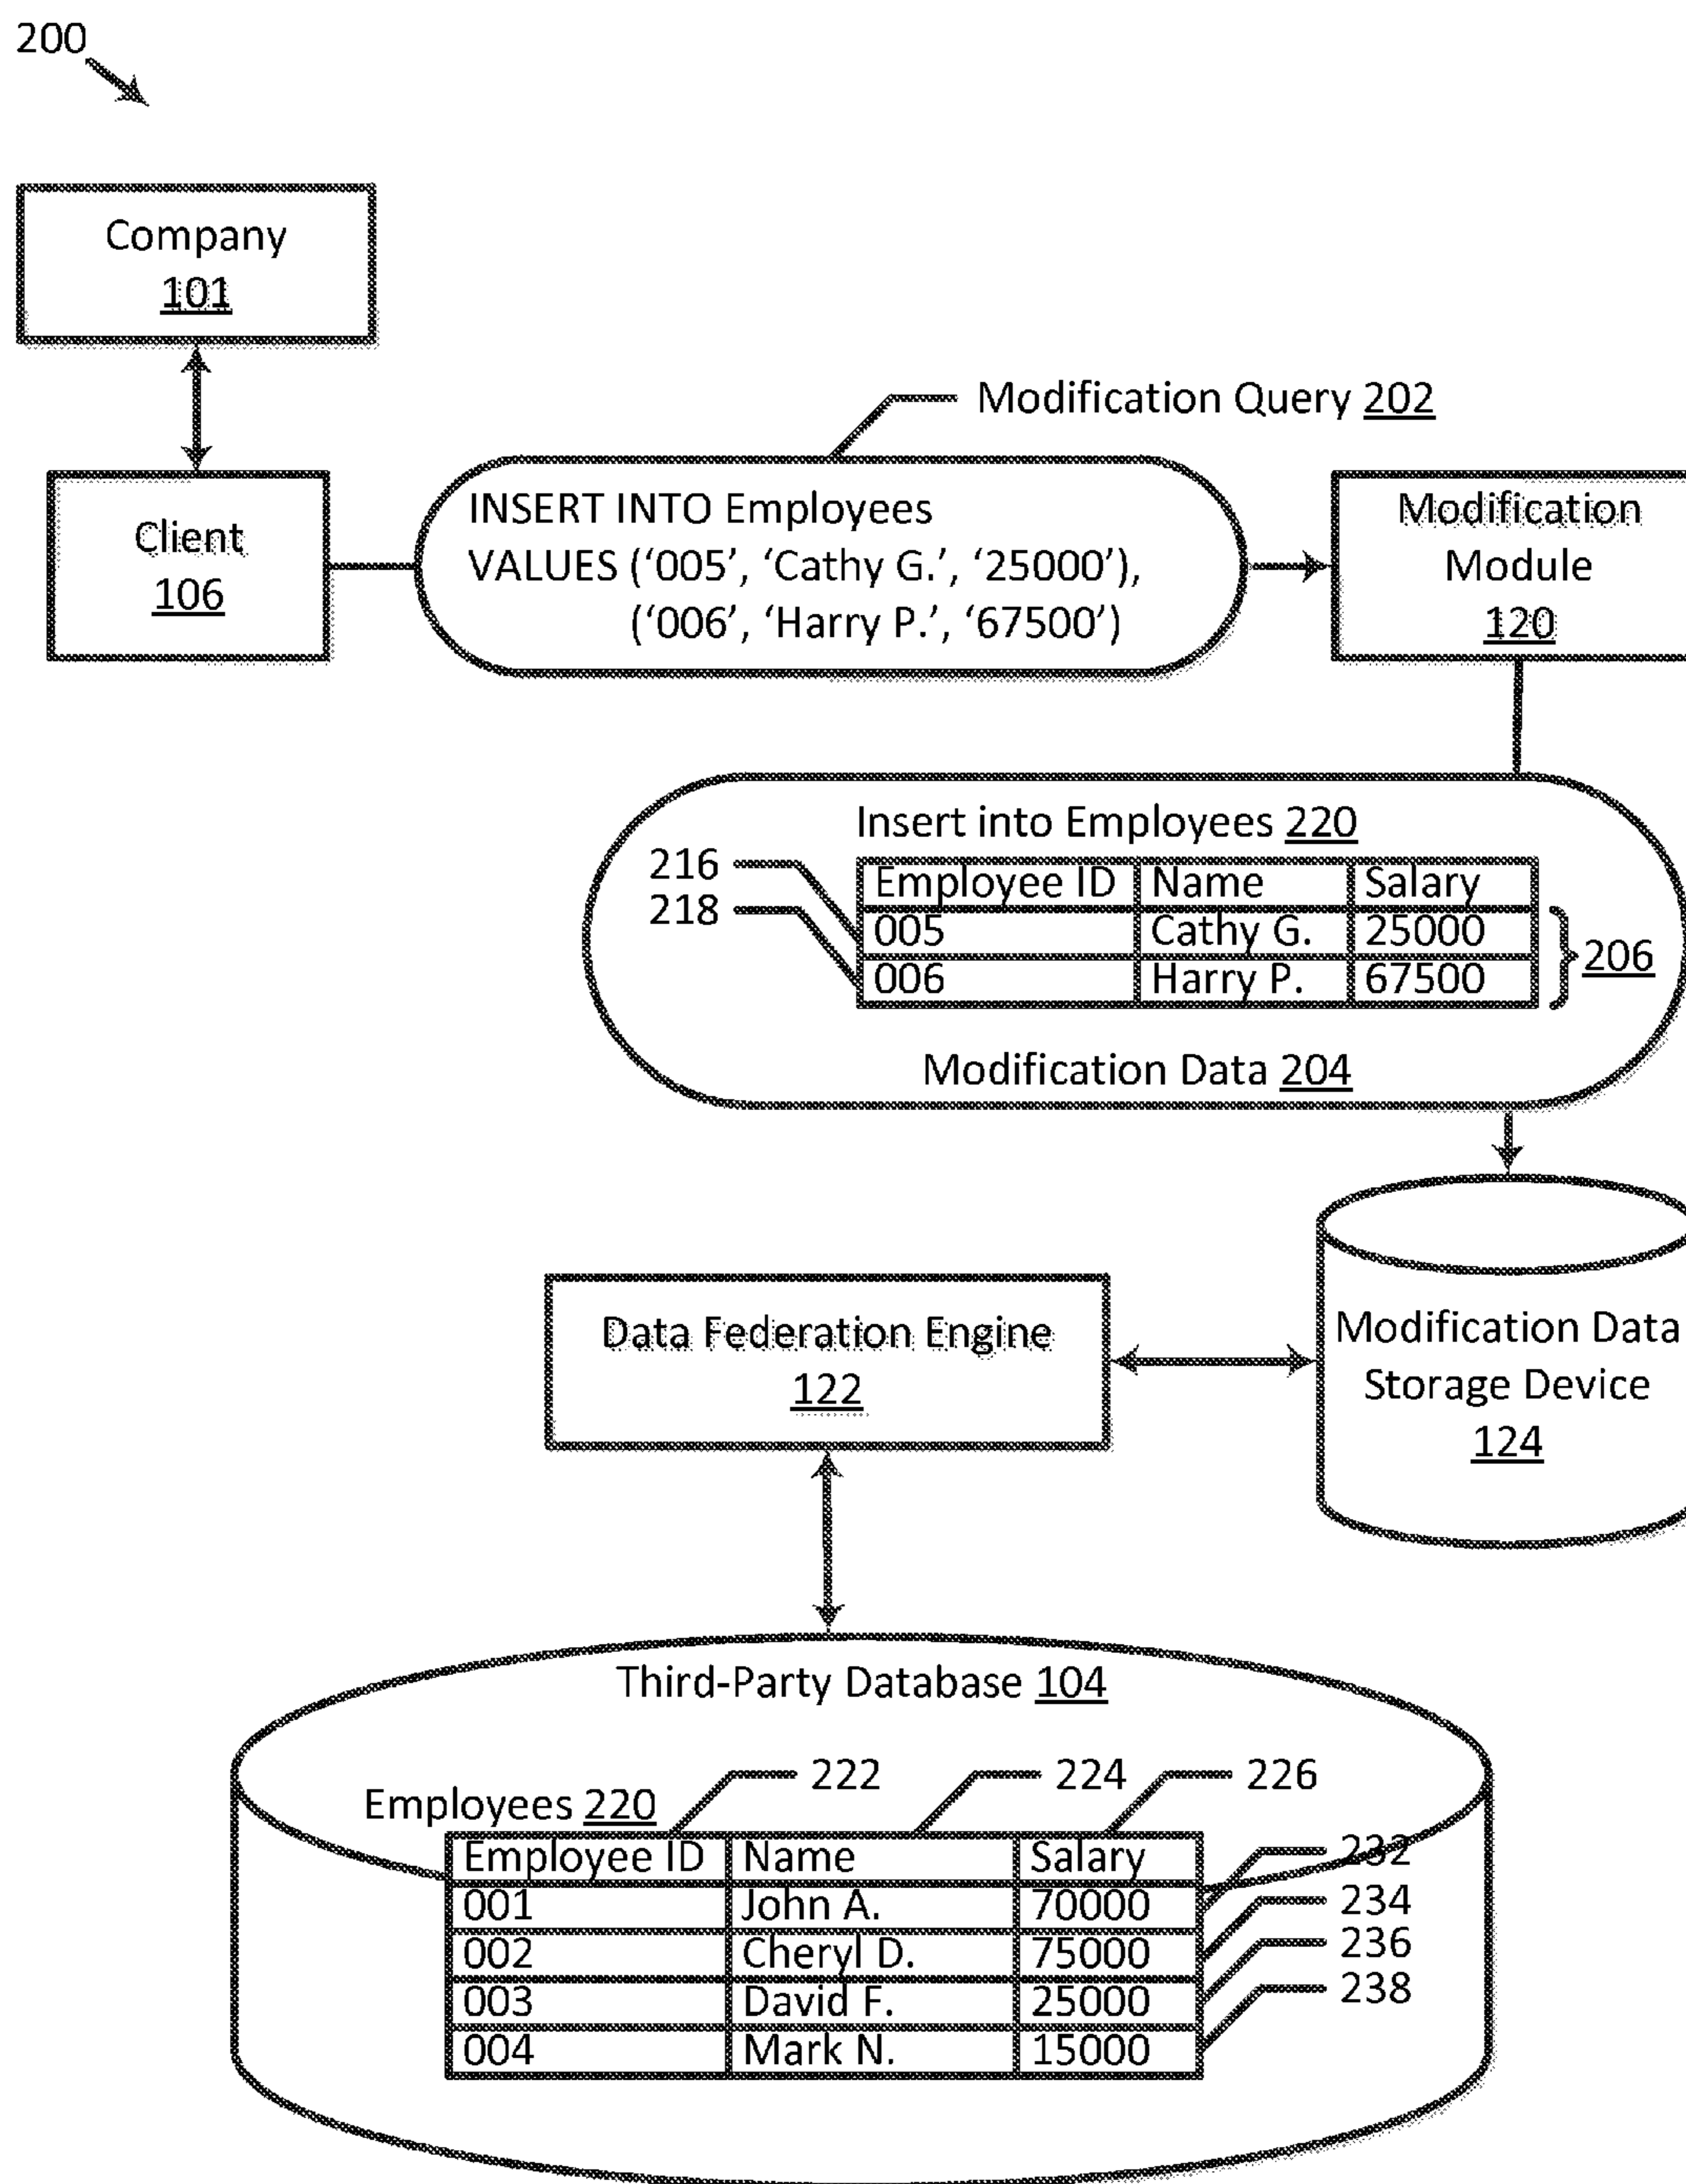 200
Company
101
Modification Query 202
Client
106
INSERT INTO Employees
VALUES (‘005’, ‘Cathy G.’, ‘25000’),
(‘006’, ‘Harry P.’, ‘67500’)
Modification
Module
120
Insert into Employees 220
216
218
Employee ID Name Salary
005 Cathy G. 25000
006 Harry P. 67500
206
Modification Data 204
Data Federation Engine
122
Modification Data
Storage Device
124
Third-Party Database 104
222 224 226
Employees 220
Employee ID Name Salary
232
001 John A. 70000
234
002 Cheryl D. 75000
236
003 David F. 25000
238
004 Mark N. 15000